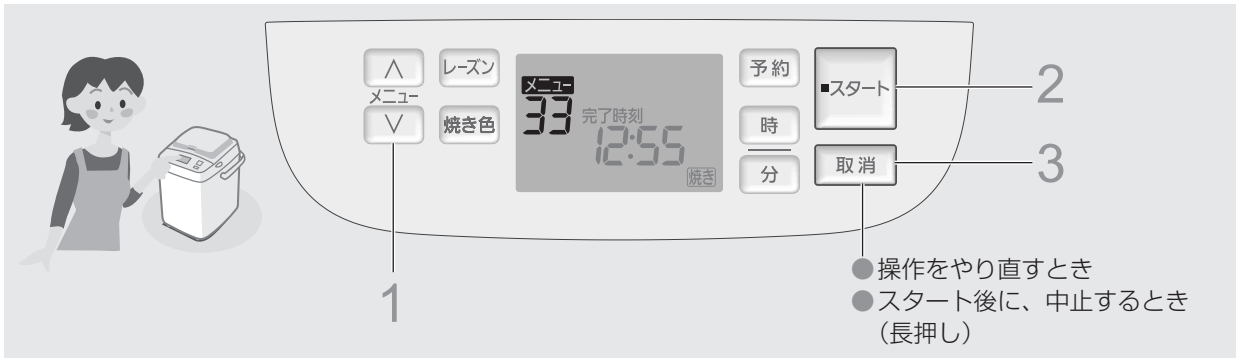 ∧
メニュー
∨
レーズン
焼き色
メニュー
33
完了時刻
12:55
焼き
予約
時
分
■スタート
取消
1
2
3
●操作をやり直すとき
●スタート後に、中止するとき
（長押し）